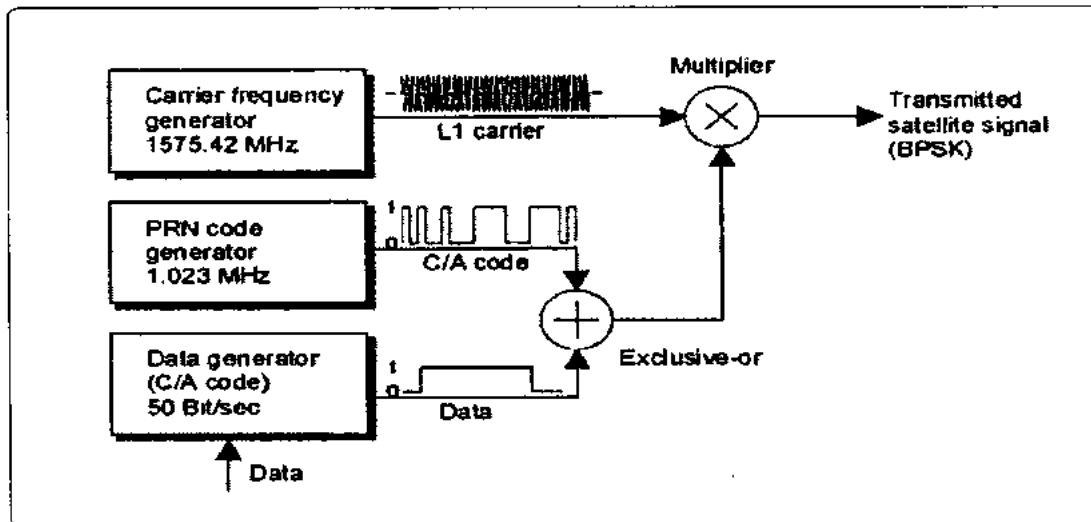 Carrier frequency
generator
1575.42 MHz
L1 carrier
Multiplier
Transmitted
satellite signal
(BPSK)
PRN code
generator
1.023 MHz
1
0
C/A code
Exclusive-or
Data generator
(C/A code)
50 Bit/sec
1
0
Data
Data